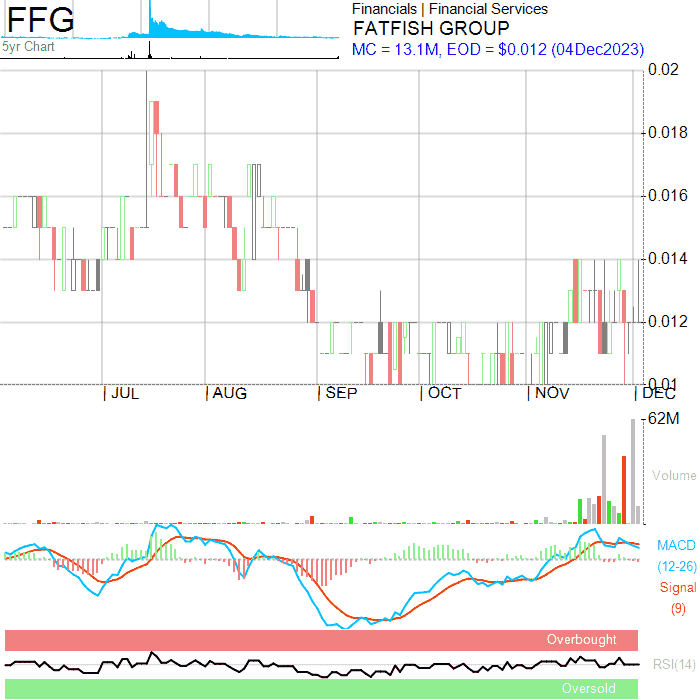 FFG
5yr Chart
Financials | Financial Services
FATFISH GROUP
MC = 13.1M, EOD = $0.012 (04Dec2023)
0.02
0.018
0.016
0.014
0.012
0.01
| JUL | AUG | SEP | OCT | NOV | DEC
62M
Volume
MACD
(12-26)
Signal
(9)
Overbought
RSI(14)
Oversold